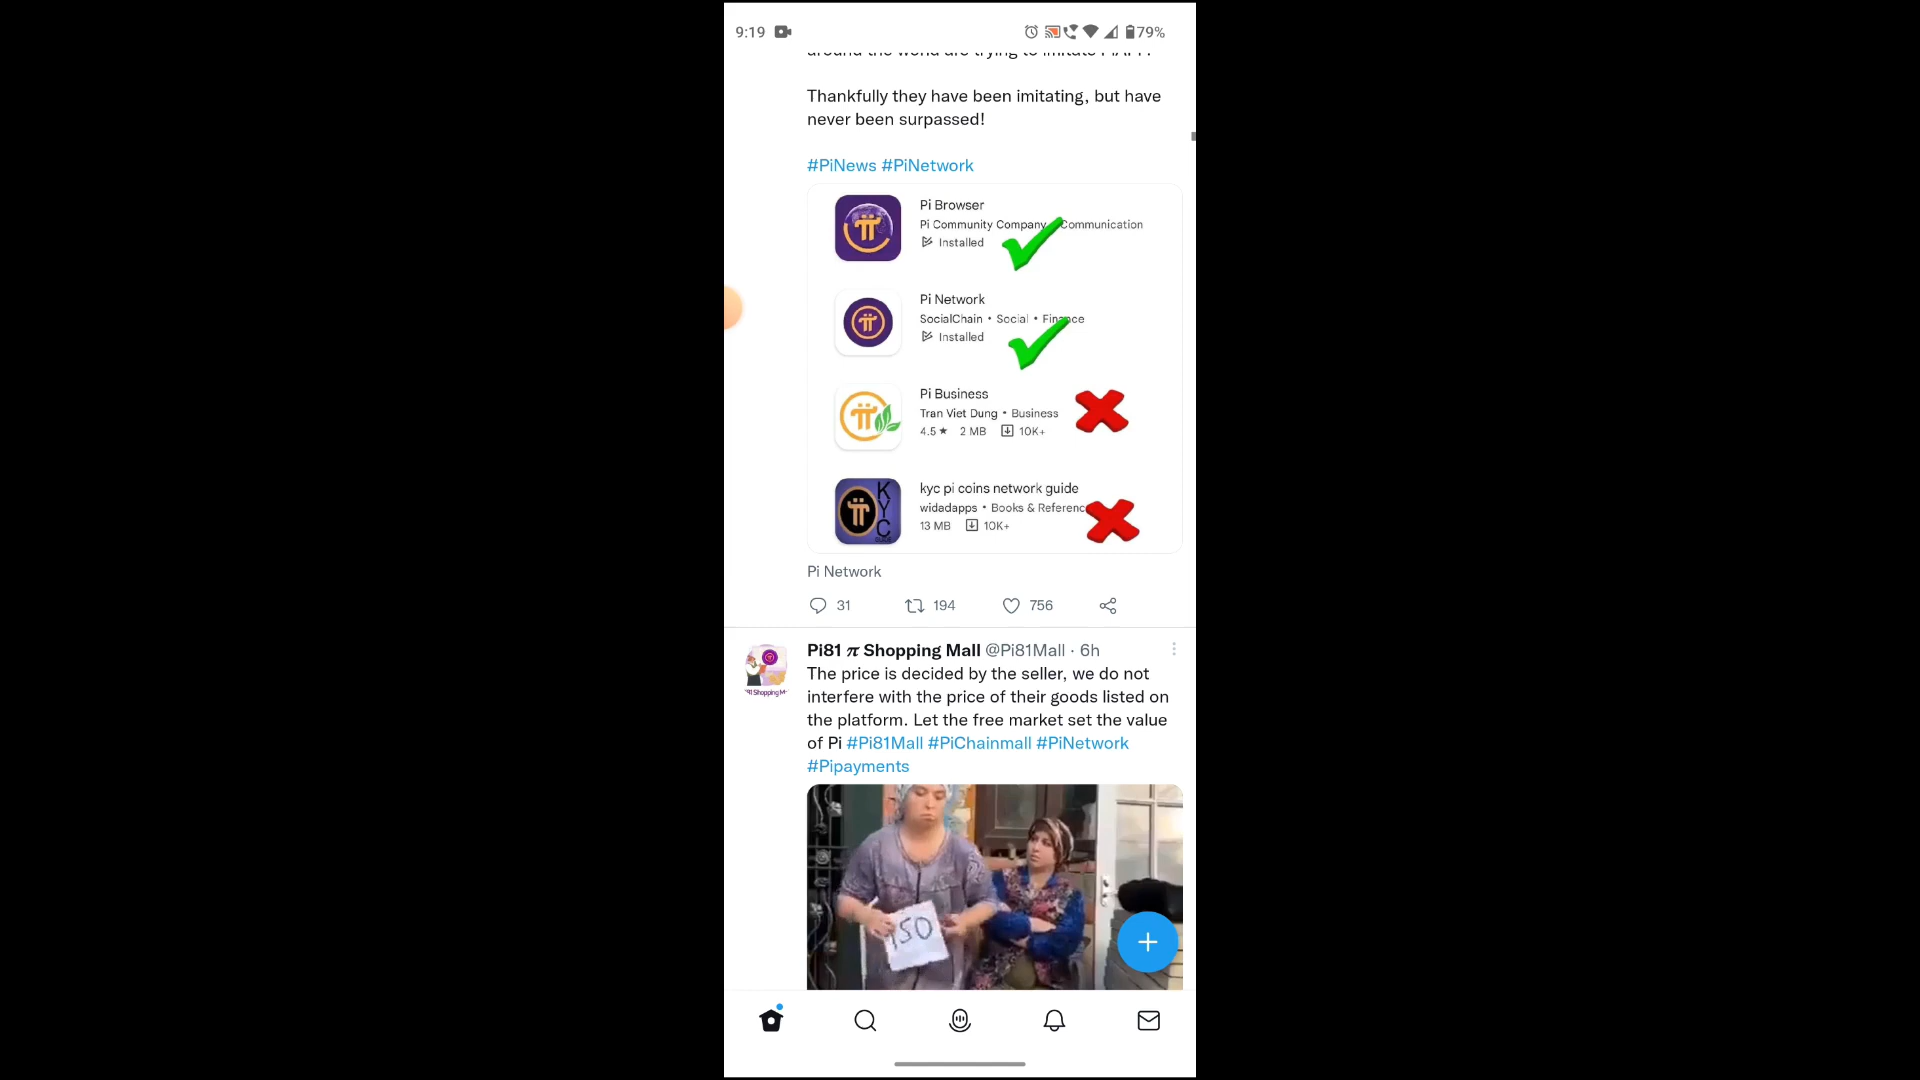 9:19 79%
Thankfully they have been imitating, but have
never been surpassed!
#PiNews #PiNetwork
Pi Browser
Pi Community Company Communication
Installed
Pi Network
SocialChain • Social • Finance
Installed
Pi Business
Tran Viet Dung • Business
4.5★ 2 MB 10K+
kyc pi coins network guide
widadapps • Books & Referenc
13 MB 10K+
KYC
Pi Network
31 194 756
Pi81 π Shopping Mall @Pi81Mall · 6h
The price is decided by the seller, we do not
interfere with the price of their goods listed on
the platform. Let the free market set the value
of Pi #Pi81Mall #PiChainmall #PiNetwork
#Pipayments
150